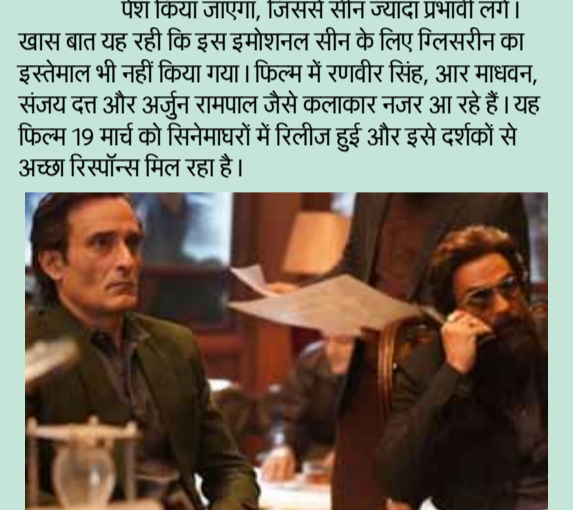 पेश किया जाएगा, जिससे सीन ज्यादा प्रभावी लगे।
खास बात यह रही कि इस इमोशनल सीन के लिए ग्लिसरीन का
इस्तेमाल भी नहीं किया गया। फिल्म में रणवीर सिंह, आर माधवन,
संजय दत्त और अर्जुन रामपाल जैसे कलाकार नजर आ रहे हैं। यह
फिल्म 19 मार्च को सिनेमाघरों में रिलीज हुई और इसे दर्शकों से
अच्छा रिस्पॉन्स मिल रहा है।